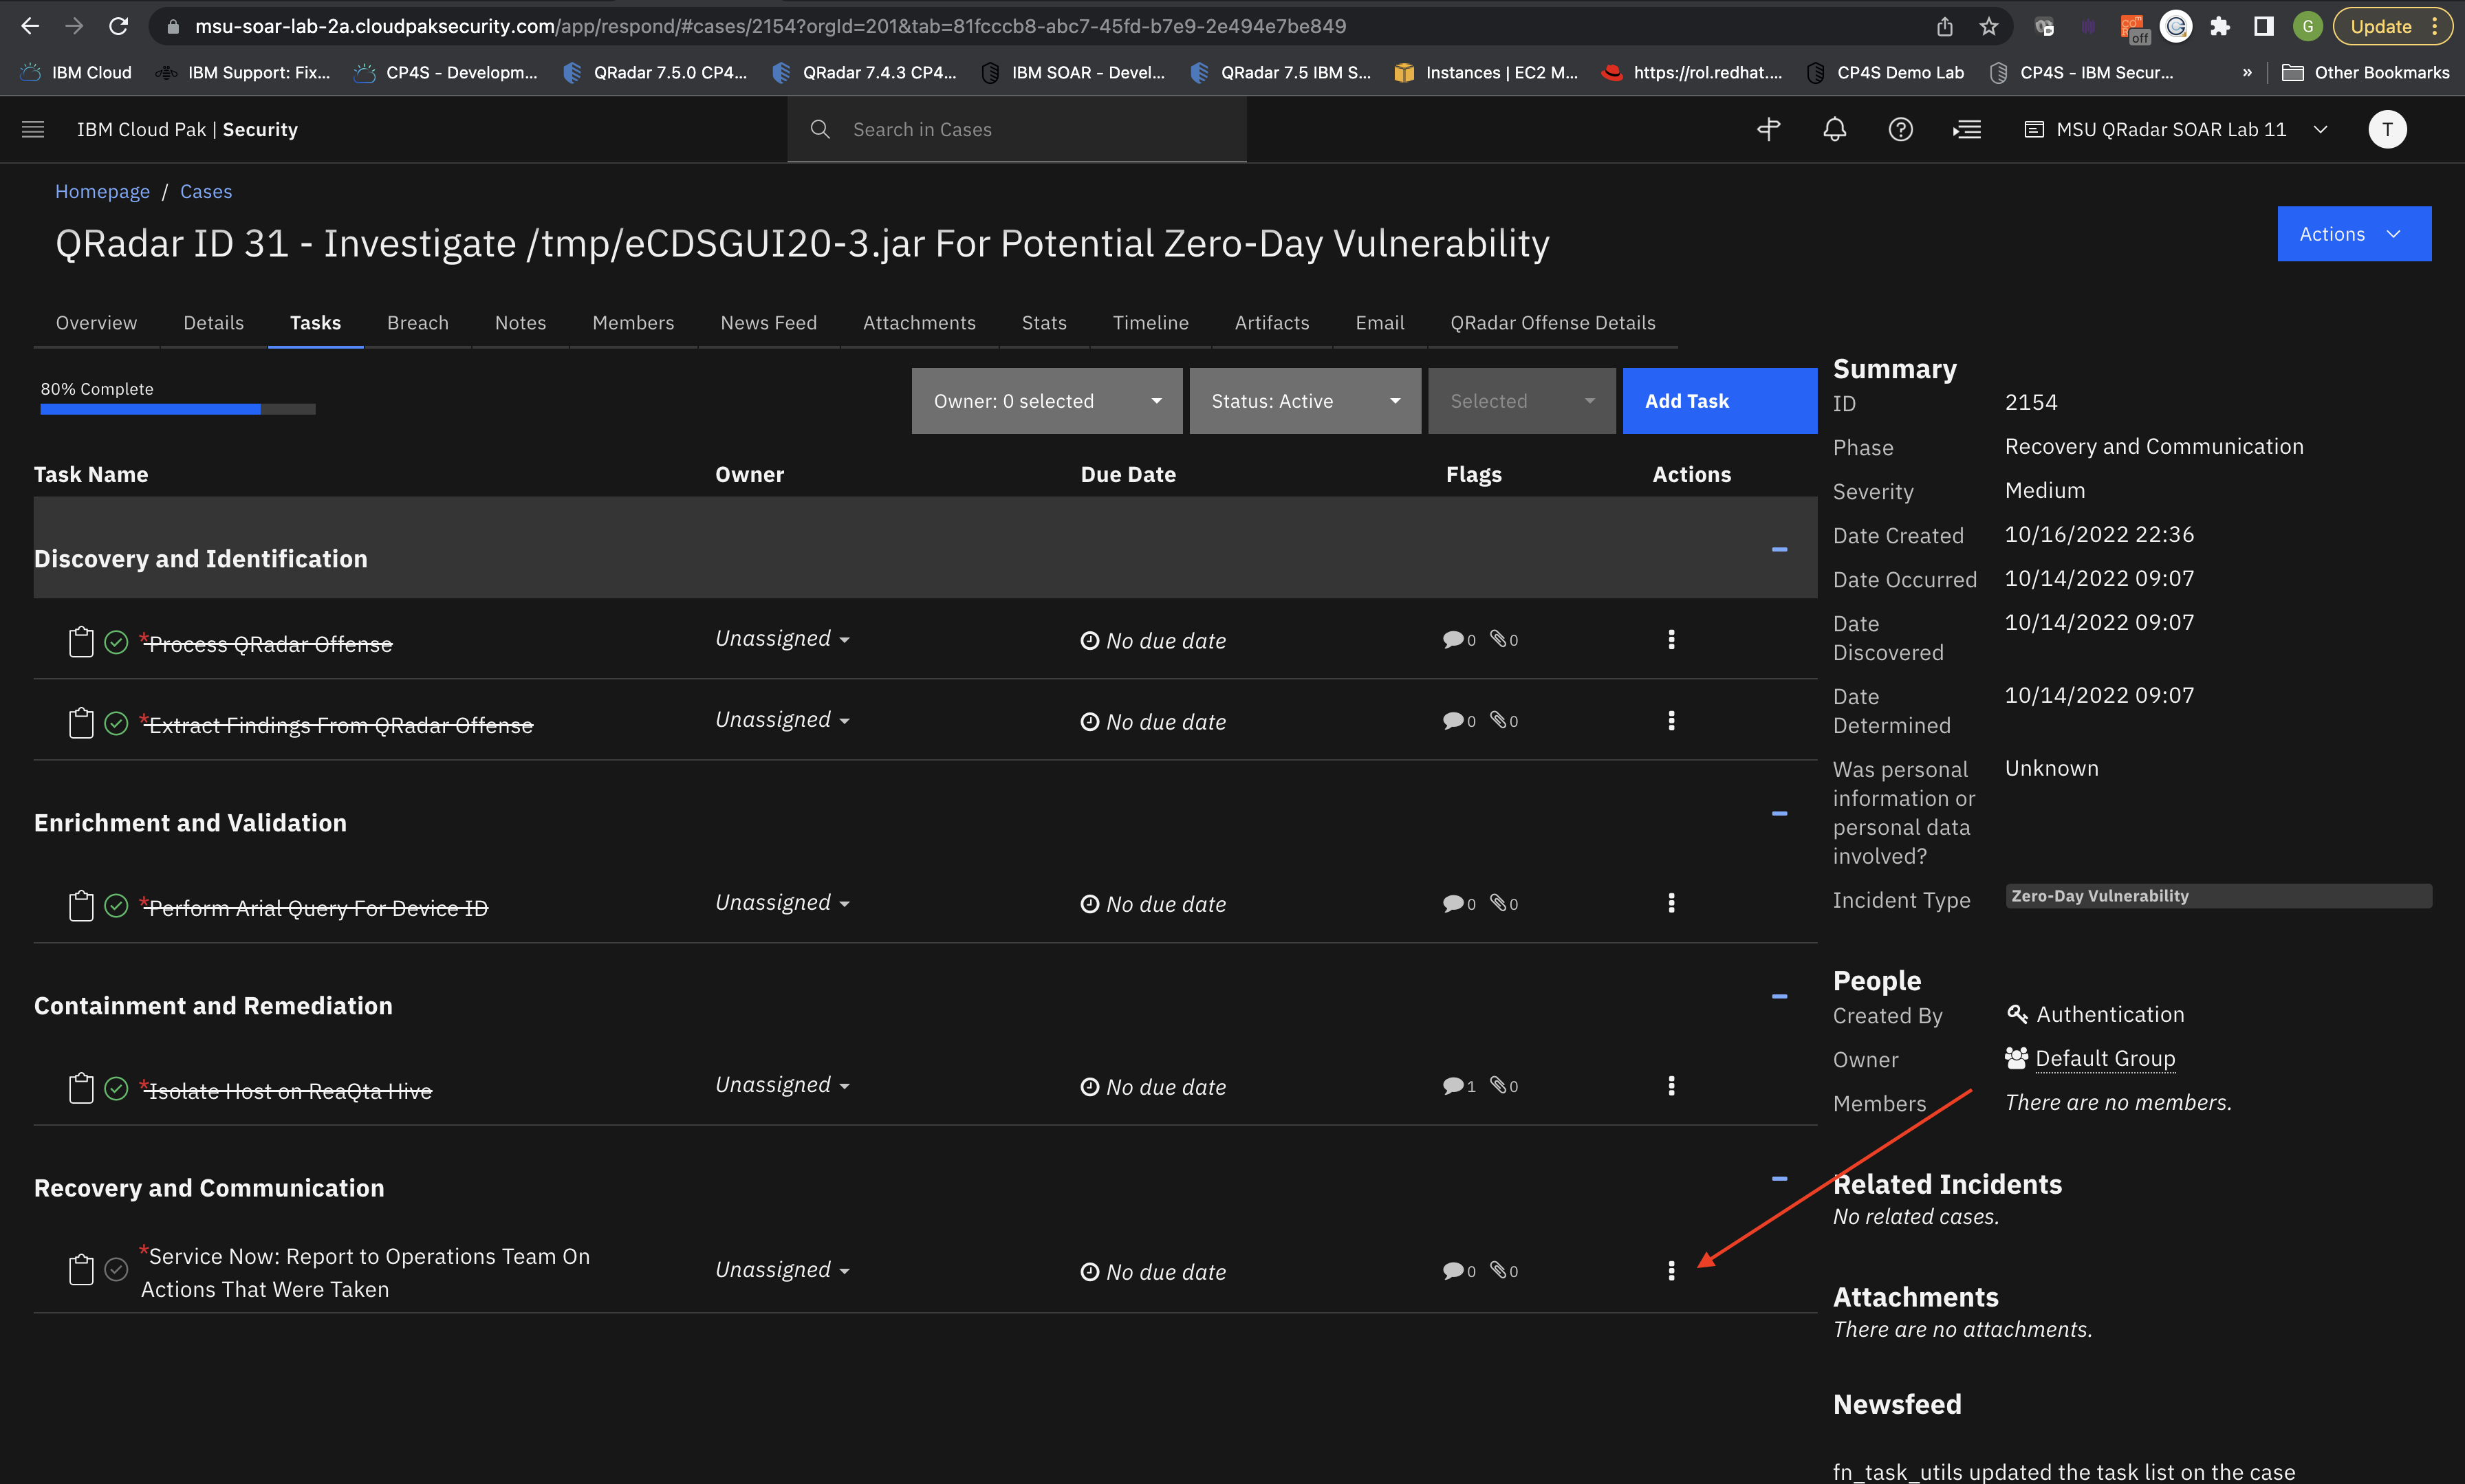 msu-soar-lab-2a.cloudpaksecurity.com/app/respond/#cases/2154?orgId=201&tab=81fcccb8-abc7-45fd-b7e9-2e494e7be849
off
G
Update
IBM Cloud
IBM Support: Fix...
CP4S - Developm...
QRadar 7.5.0 CP4...
QRadar 7.4.3 CP4...
IBM SOAR - Devel...
QRadar 7.5 IBM S...
Instances | EC2 M...
https://rol.redhat....
CP4S Demo Lab
CP4S - IBM Secur...
»
Other Bookmarks
IBM Cloud Pak | Security
Search in Cases
MSU QRadar SOAR Lab 11
T
Homepage / Cases
QRadar ID 31 - Investigate /tmp/eCDSGUI20-3.jar For Potential Zero-Day Vulnerability
Actions
Overview
Details
Tasks
Breach
Notes
Members
News Feed
Attachments
Stats
Timeline
Artifacts
Email
QRadar Offense Details
80% Complete
Owner: 0 selected
Status: Active
Selected
Add Task
Task Name
Owner
Due Date
Flags
Actions
Discovery and Identification
*Process QRadar Offense
Unassigned
No due date
0
0
*Extract Findings From QRadar Offense
Unassigned
No due date
0
0
Enrichment and Validation
*Perform Arial Query For Device ID
Unassigned
No due date
0
0
Containment and Remediation
*Isolate Host on ReaQta Hive
Unassigned
No due date
1
0
Recovery and Communication
*Service Now: Report to Operations Team On
Actions That Were Taken
Unassigned
No due date
0
0
Summary
ID
2154
Phase
Recovery and Communication
Severity
Medium
Date Created
10/16/2022 22:36
Date Occurred
10/14/2022 09:07
Date
Discovered
10/14/2022 09:07
Date
Determined
10/14/2022 09:07
Was personal
information or
personal data
involved?
Unknown
Incident Type
Zero-Day Vulnerability
People
Created By
Authentication
Owner
Default Group
Members
There are no members.
Related Incidents
No related cases.
Attachments
There are no attachments.
Newsfeed
fn_task_utils updated the task list on the case